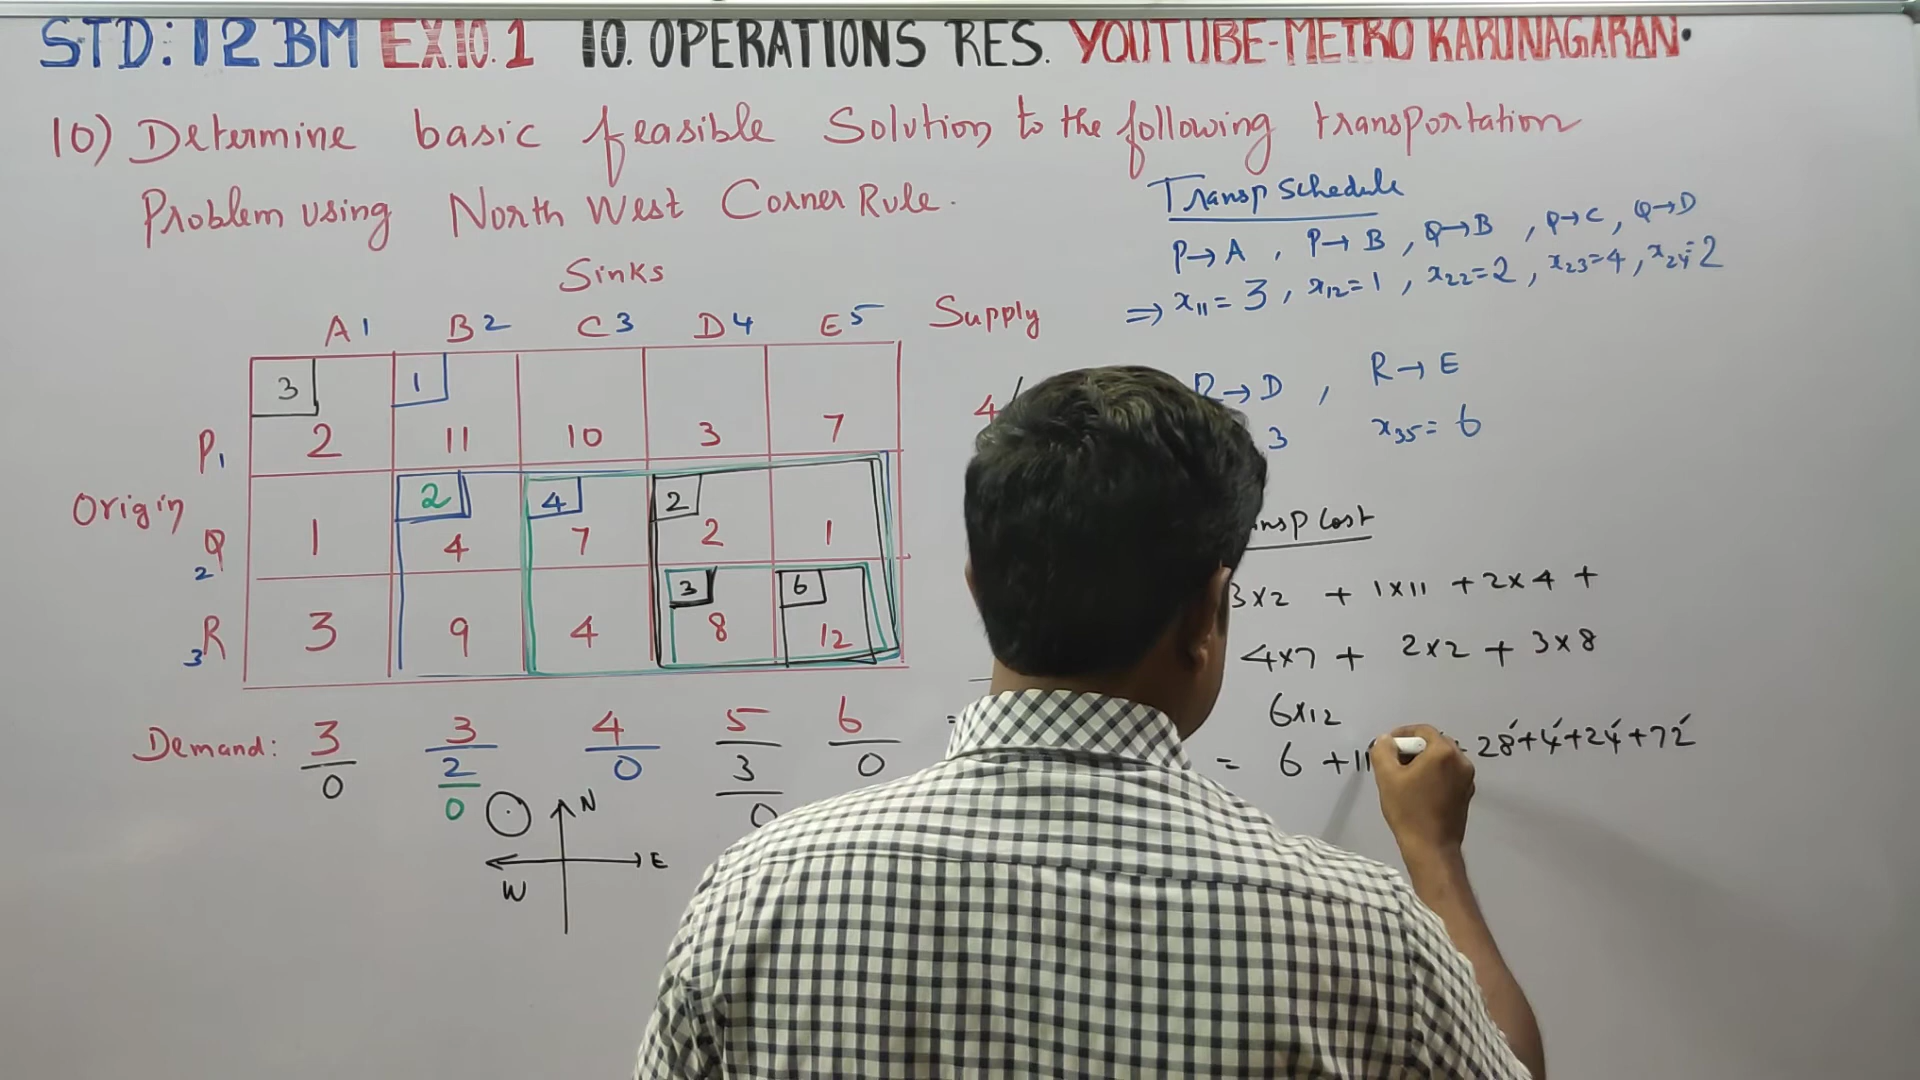 STD: 12 BM EX.10.1 10. OPERATIONS RES. YOUTUBE-METRO KARUNAGARAN.
10) Determine basic feasible Solution to the following transportation
Problem using North West Corner Rule.
Sinks
A1 B2 C3 D4 E5 Supply
3 1
P1 2 11 10 3 7 4
Origin
2 4 2
Q2 1 4 7 2 1
3 6
R3 3 9 4 8 12
Demand: 3 3 4 5 6
0 2 0 3 0
0 0
N
W E
Transp Schedule
P→A, P→B, Q→B, Q→C, Q→D
⇒ x11=3, x12=1, x22=2, x23=4, x24=2
→D, R→E
3 x35=6
nsp Cost
3×2 + 1×11 + 2×4 +
4×7 + 2×2 + 3×8
6×12
= 6 +11 28+4+24+72